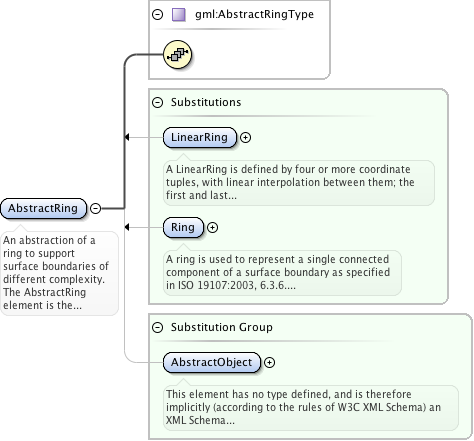 gml:AbstractRingType
Substitutions
LinearRing
A LinearRing is defined by four or more coordinate
tuples, with linear interpolation between them; the
first and last...
AbstractRing
Ring
An abstraction of a
ring to support
surface boundaries of
different complexity.
The AbstractRing
element is the...
A ring is used to represent a single connected
component of a surface boundary as specified
in ISO 19107:2003, 6.3.6....
Substitution Group
AbstractObject
This element has no type defined, and is therefore
implicitly (according to the rules of W3C XML Schema) an
XML Schema...